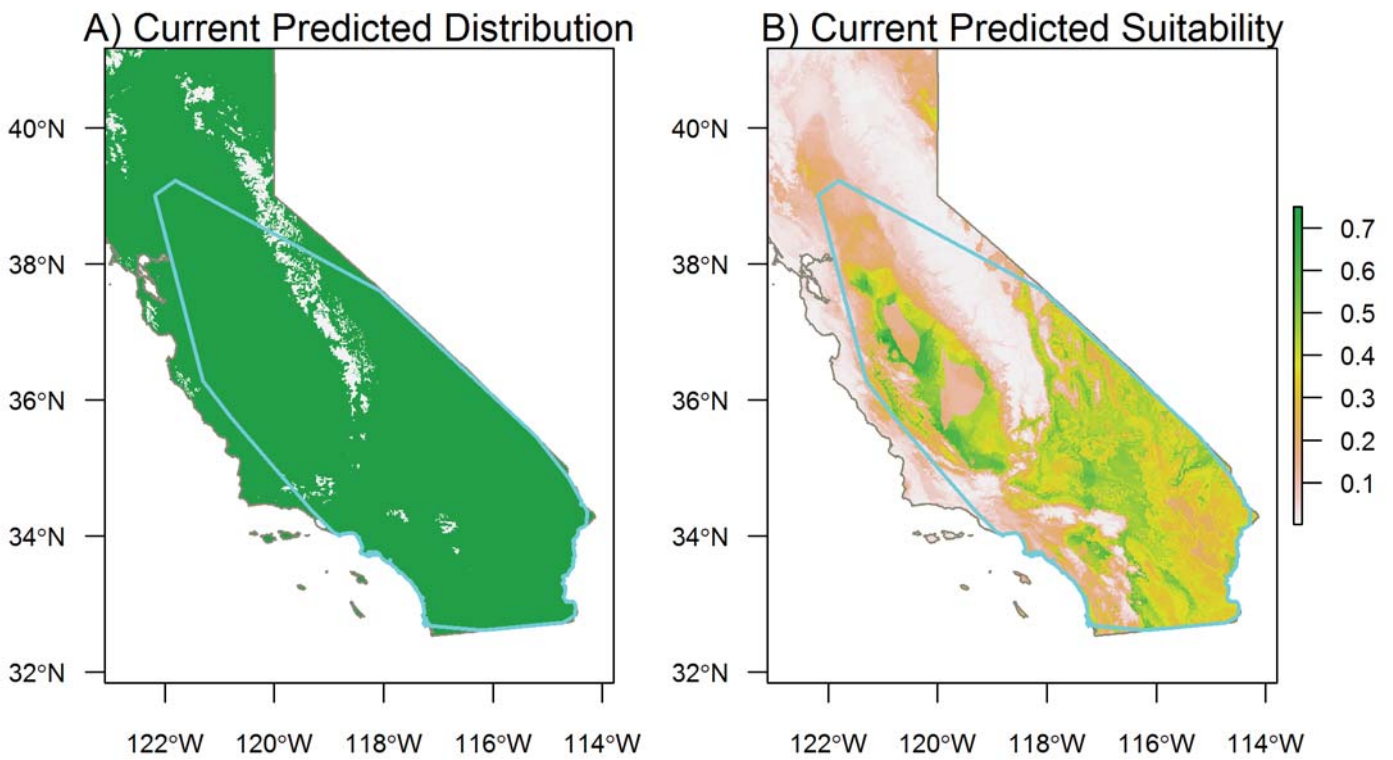 A) Current Predicted Distribution
40°N
38°N
36°N
34°N
32°N
122°W 120°W 118°W 116°W 114°W
B) Current Predicted Suitability
40°N
38°N
36°N
34°N
32°N
122°W 120°W 118°W 116°W 114°W
0.7
0.6
0.5
0.4
0.3
0.2
0.1